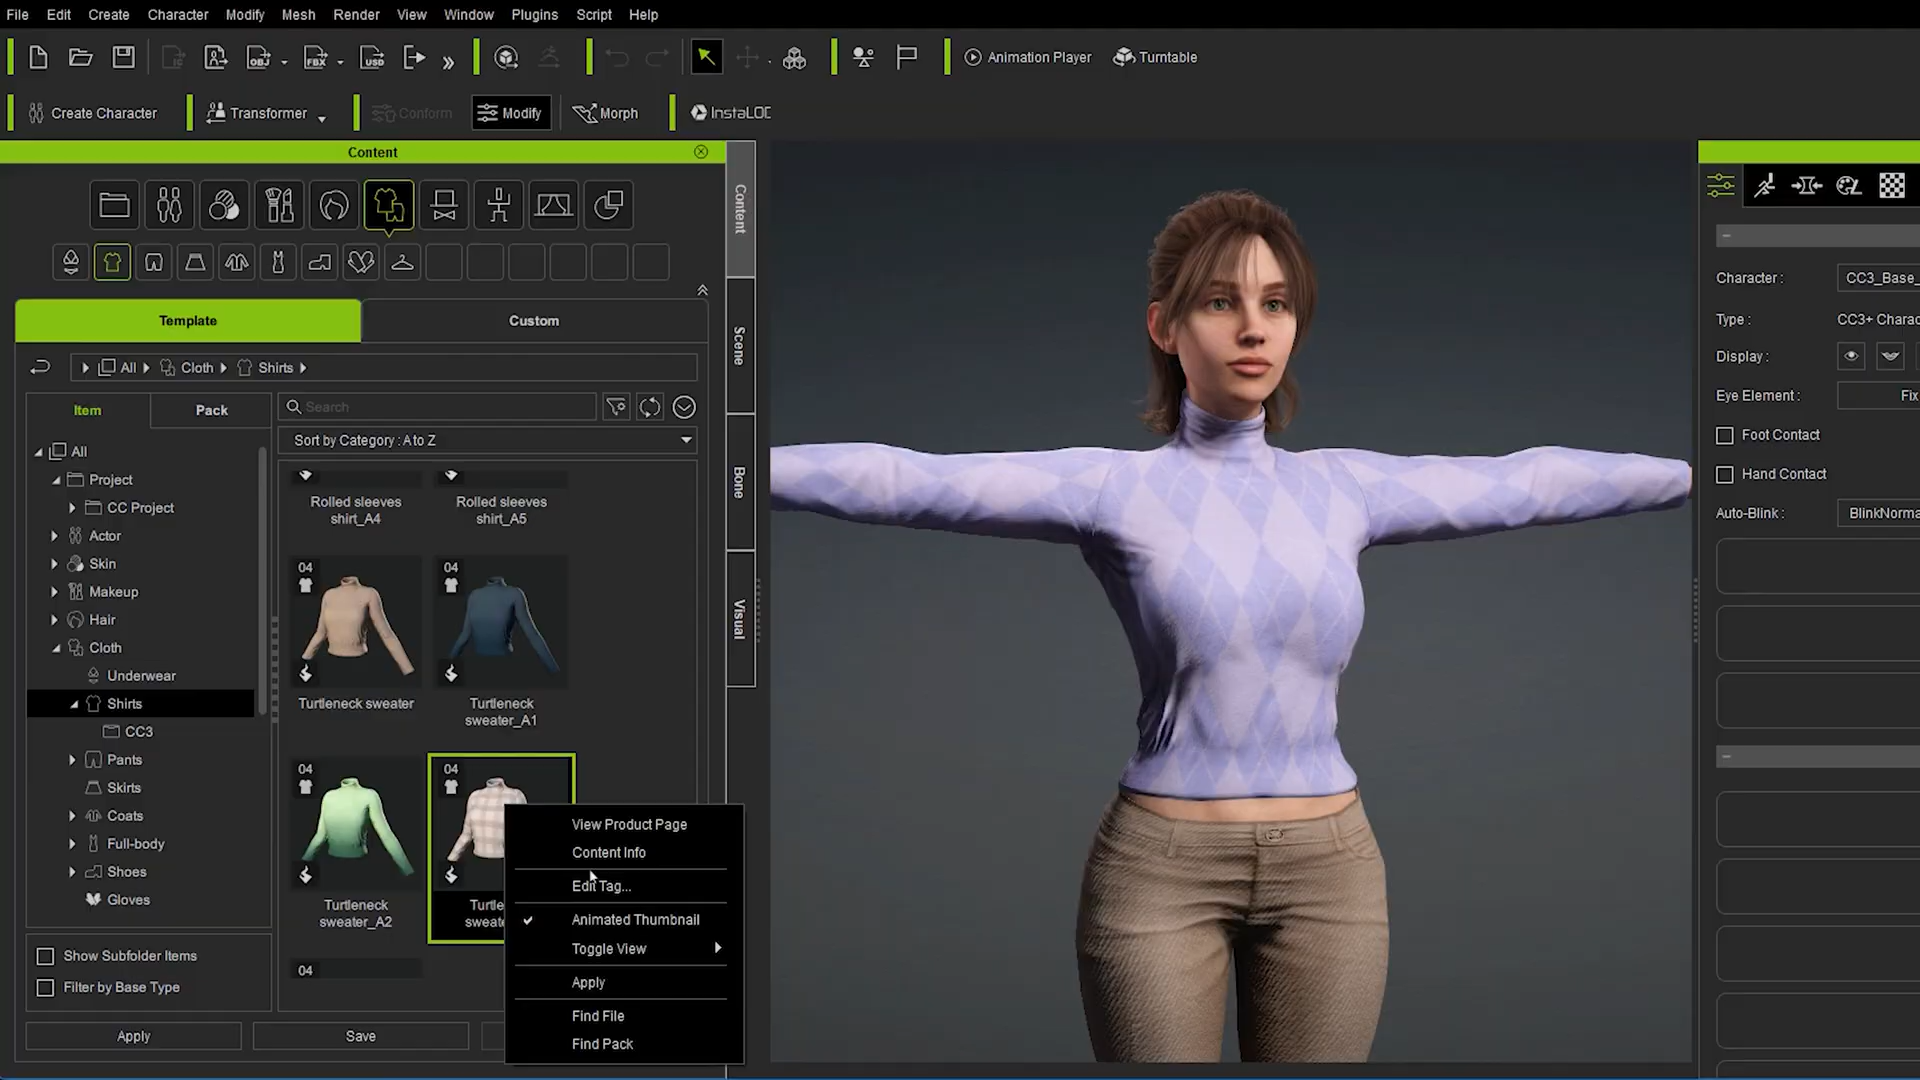 File Edit Create Character Modify Mesh Render View Window Plugins Script Help
Animation Player Turntable
Create Character Transformer Conform Modify Morph InstaLO
Content
Content
Scene
Bone
Visual
Template Custom
All Cloth Shirts
Item Pack
Search
Sort by Category : A to Z
All
Project
CC Project
Actor
Skin
Makeup
Hair
Cloth
Underwear
Shirts
CC3
Pants
Skirts
Coats
Full-body
Shoes
Gloves
Show Subfolder Items
Filter by Base Type
Apply Save
Rolled sleeves
shirt_A4
Rolled sleeves
shirt_A5
04
04
Turtleneck sweater
Turtleneck
sweater_A1
04
04
Turtleneck
sweater_A2
Turtle
sweate
04
View Product Page
Content Info
Edit Tag...
Animated Thumbnail
Toggle View
Apply
Find File
Find Pack
Character : CC3_Base_
Type : CC3+ Charac
Display :
Eye Element : Fix
Foot Contact
Hand Contact
Auto-Blink : BlinkNorma